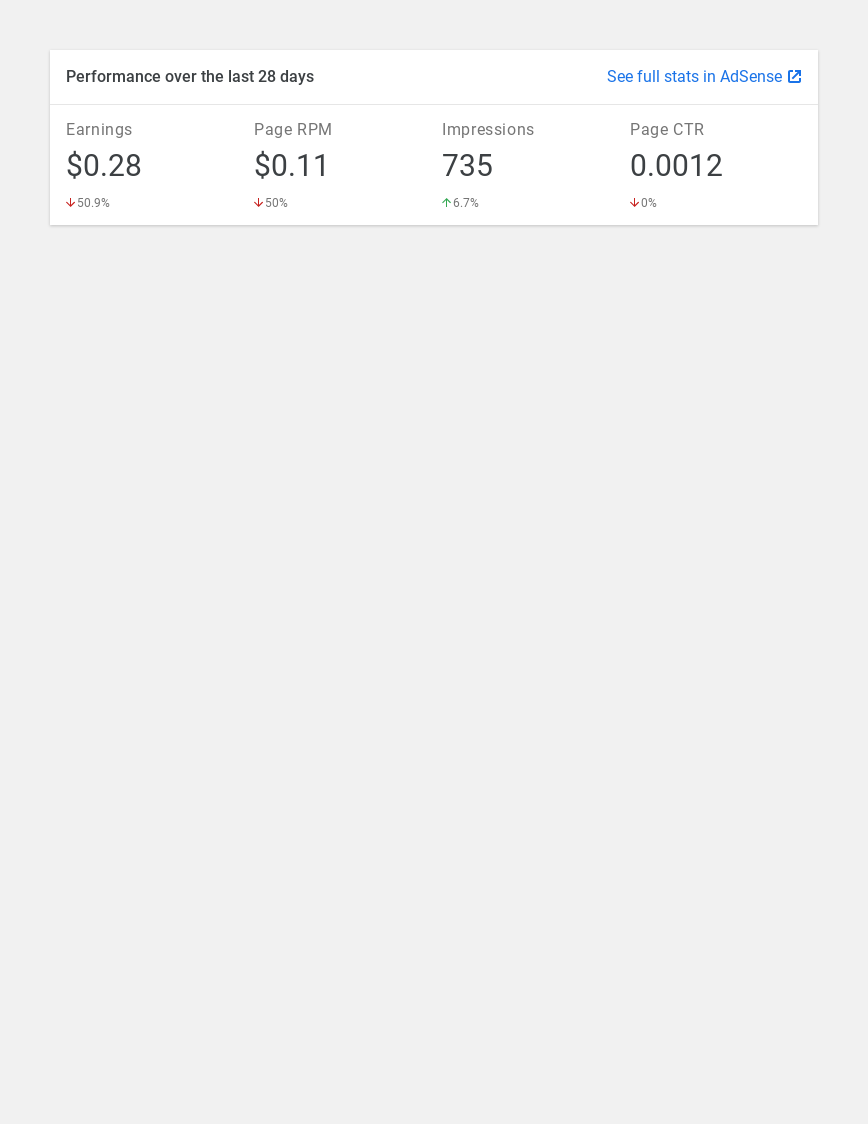 Performance over the last 28 days
See full stats in AdSense
Earnings
$0.28
50.9%
Page RPM
$0.11
50%
Impressions
735
6.7%
Page CTR
0.0012
0%